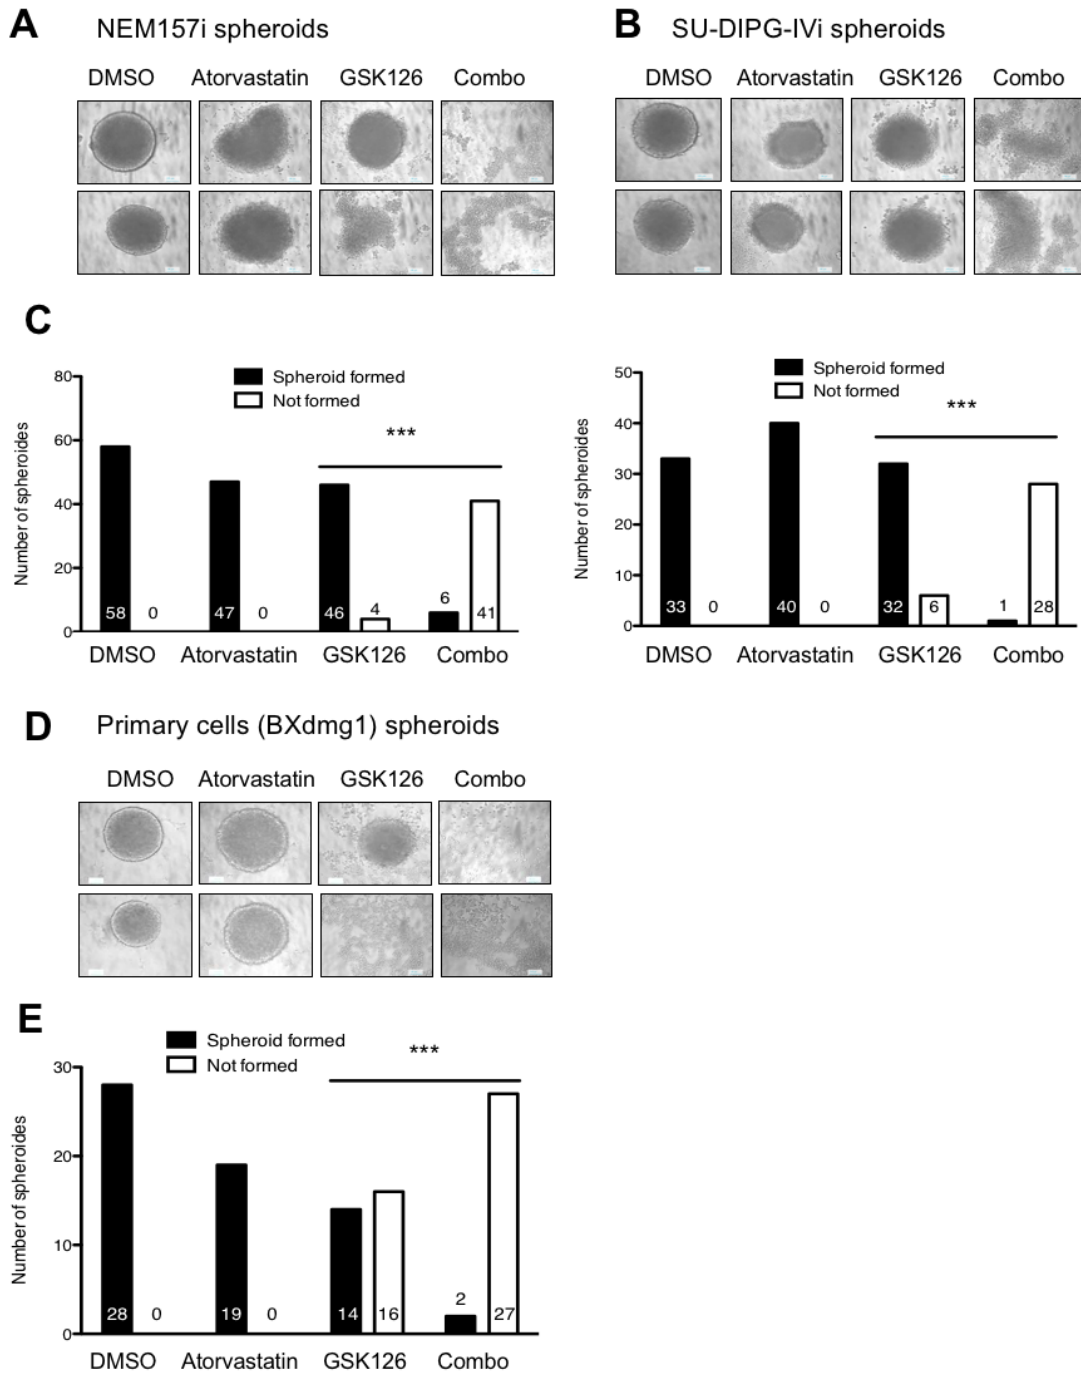 A NEM157i spheroids
B SU-DIPG-IVi spheroids
DMSO Atorvastatin GSK126 Combo
DMSO Atorvastatin GSK126 Combo
C
80
60
40
20
0
Number of spheroides
Spheroid formed
Not formed
***
58 0 47 0 46 4 6 41
DMSO Atorvastatin GSK126 Combo
50
40
30
20
10
0
Number of spheroides
Spheroid formed
Not formed
***
33 0 40 0 32 6 1 28
DMSO Atorvastatin GSK126 Combo
D Primary cells (BXdmg1) spheroids
DMSO Atorvastatin GSK126 Combo
E
30
20
10
0
Number of spheroides
Spheroid formed
Not formed
***
28 0 19 0 14 16 2 27
DMSO Atorvastatin GSK126 Combo